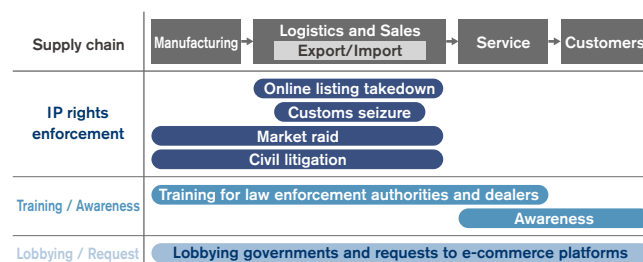 Supply chain
Manufacturing
Logistics and Sales
Export/Import
Service
Customers
IP rights
enforcement
Online listing takedown
Customs seizure
Market raid
Civil litigation
Training / Awareness
Training for law enforcement authorities and dealers
Awareness
Lobbying / Request
Lobbying governments and requests to e-commerce platforms